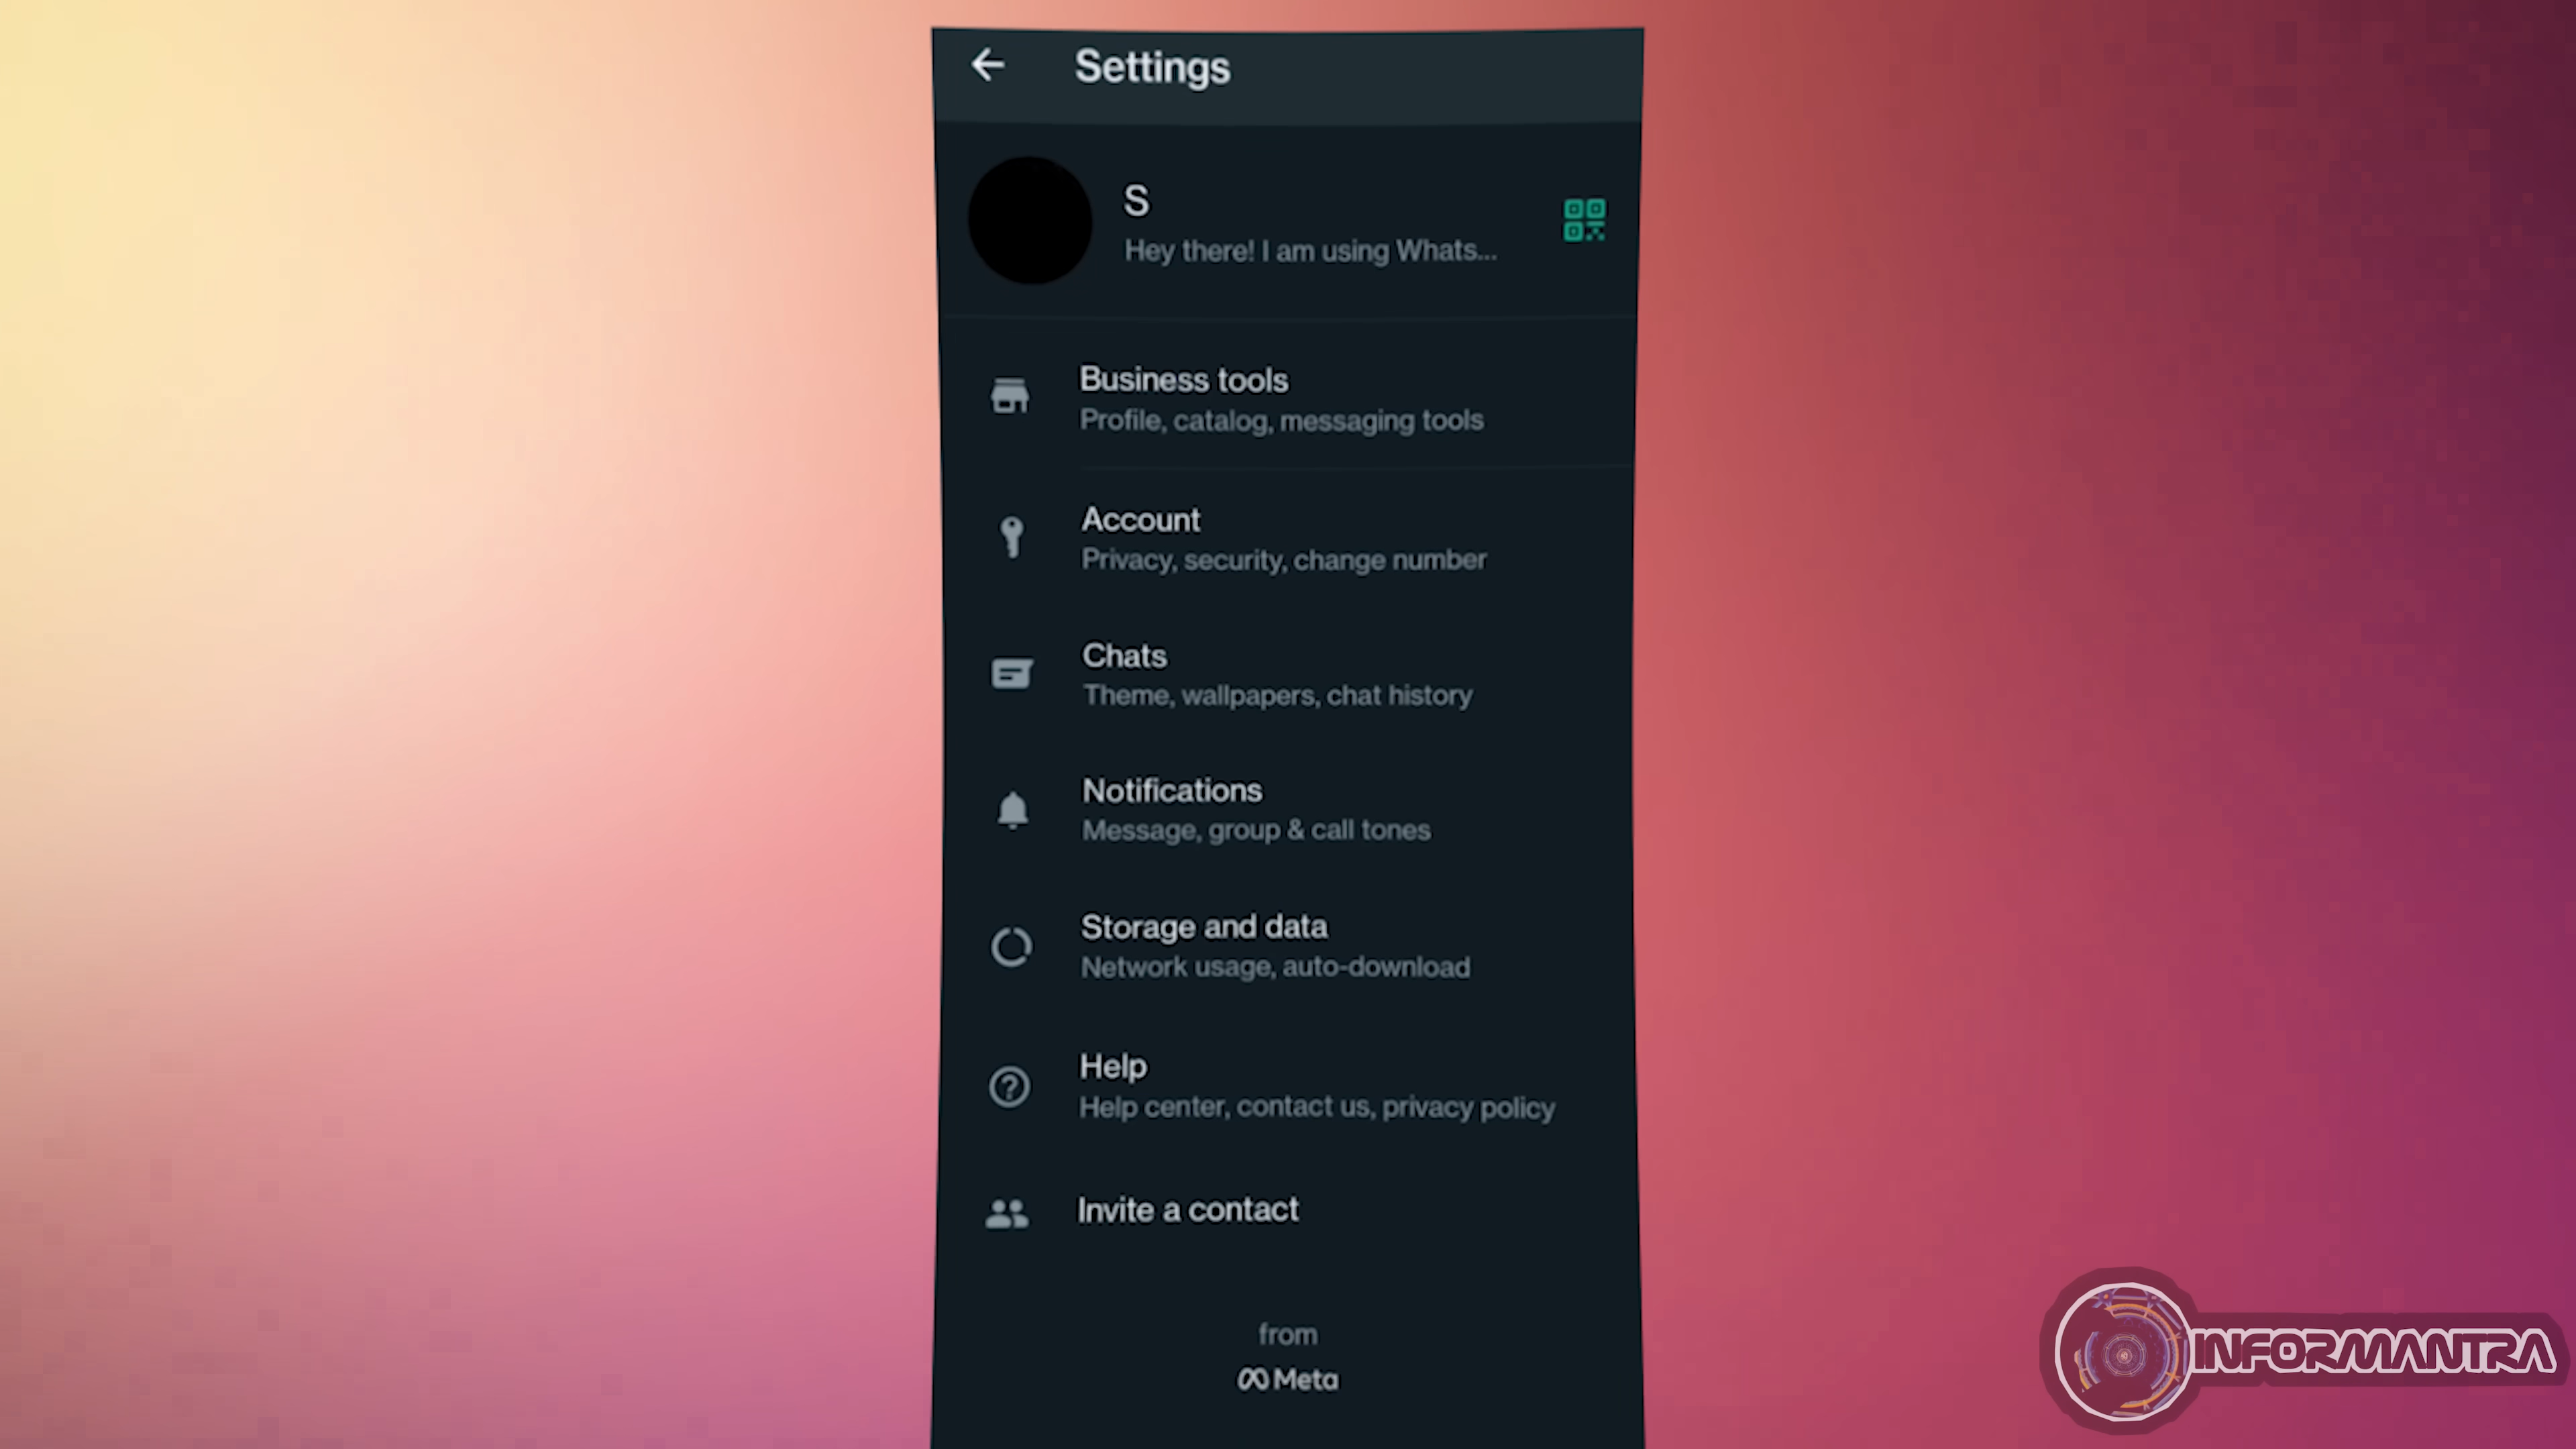 Settings
S
Hey there! I am using Whats...
Business tools
Profile, catalog, messaging tools
Account
Privacy, security, change number
Chats
Theme, wallpapers, chat history
Notifications
Message, group & call tones
Storage and data
Network usage, auto-download
Help
Help center, contact us, privacy policy
Invite a contact
from
Meta
INFORMANTRA